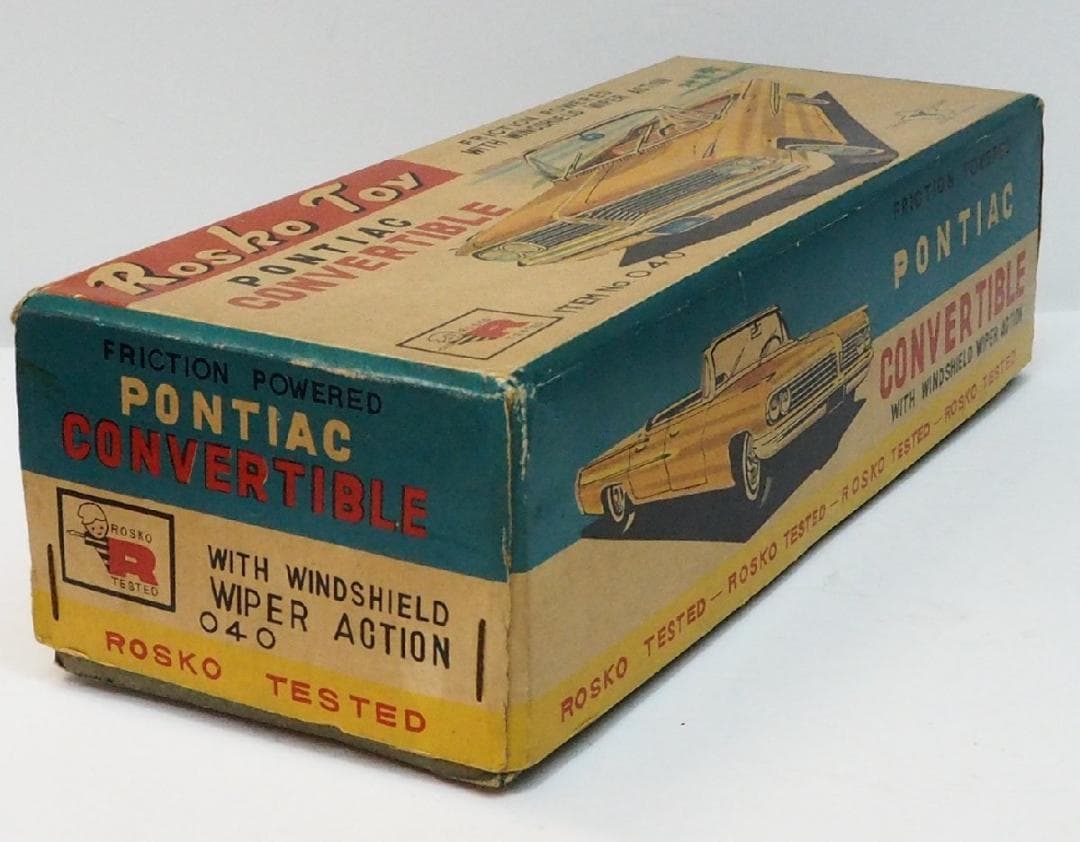 Rosko Toy
PONTIAC
CONVERTIBLE
FRICTION POWERED
WITH WINDSHIELD WIPER ACTION
ITEM No. 040
R
FRICTION POWERED
PONTIAC
CONVERTIBLE
ROSKO
R
TESTED
WITH WINDSHIELD
WIPER ACTION
040
ROSKO TESTED
FRICTION POWERED
PONTIAC
CONVERTIBLE
WITH WINDSHIELD WIPER ACTION
ROSKO TESTED — ROSKO TESTED — ROSKO TESTED — ROSKO TESTED